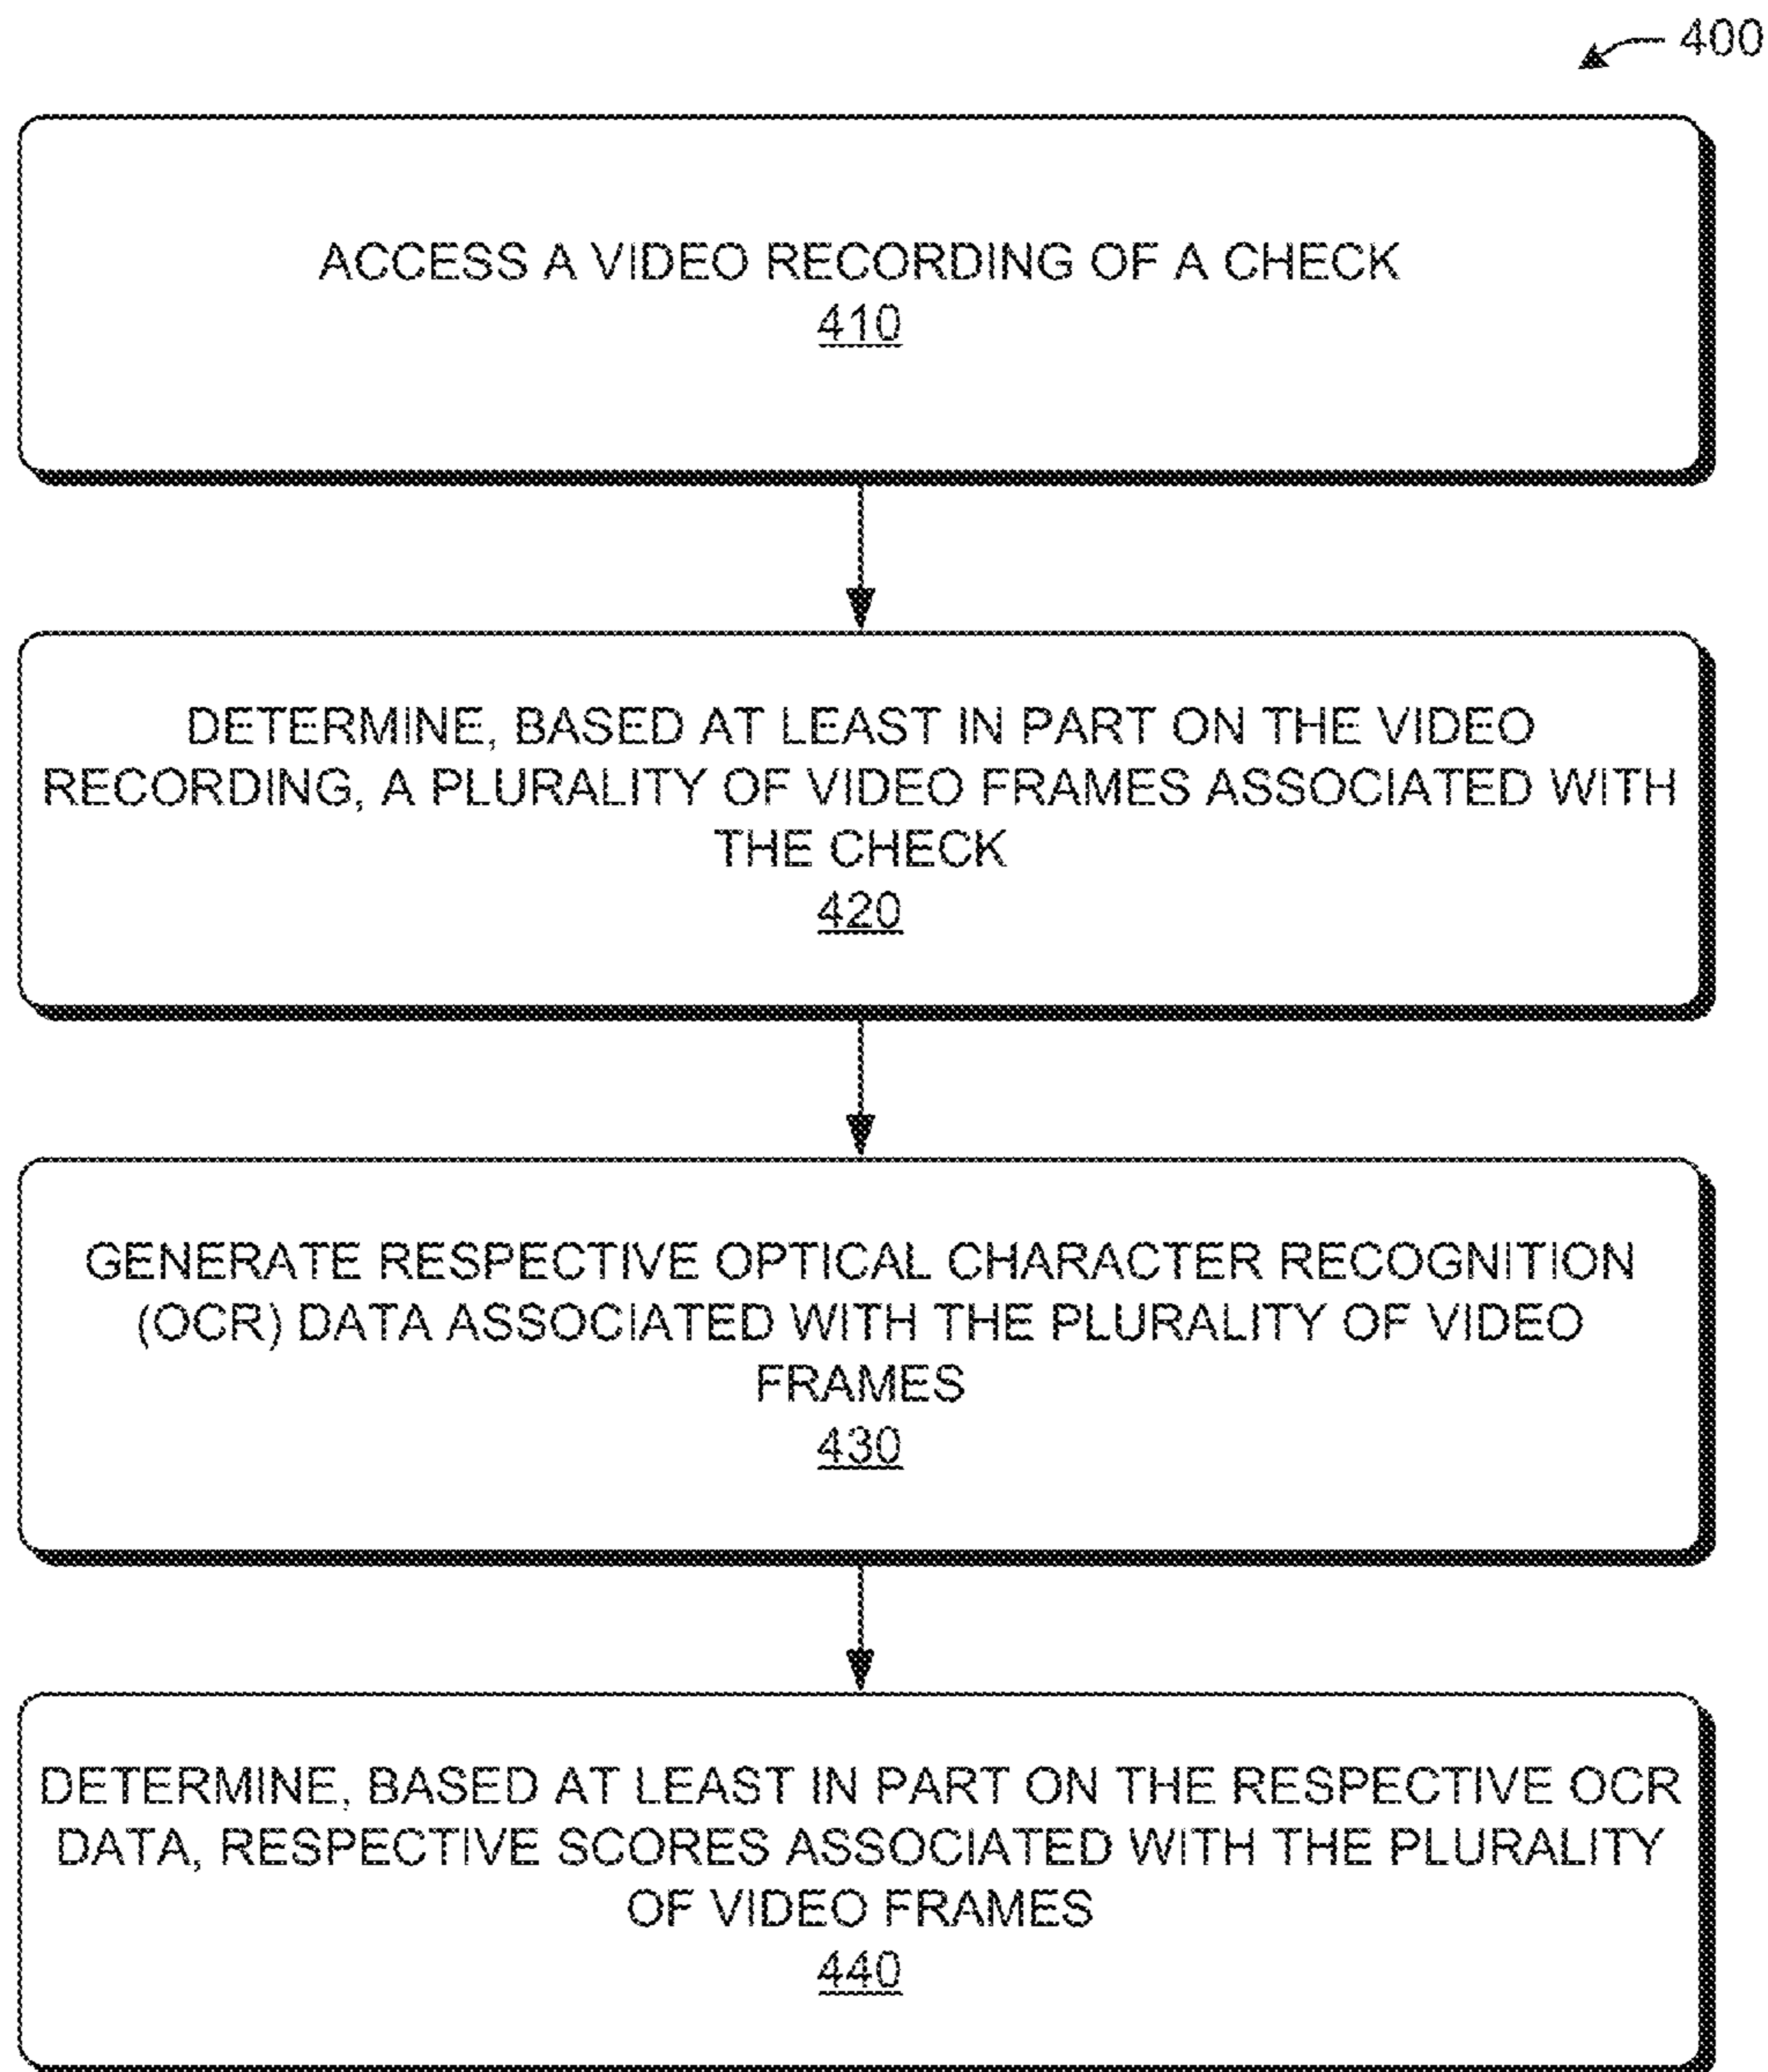 400
ACCESS A VIDEO RECORDING OF A CHECK
410
DETERMINE, BASED AT LEAST IN PART ON THE VIDEO
RECORDING, A PLURALITY OF VIDEO FRAMES ASSOCIATED WITH
THE CHECK
420
GENERATE RESPECTIVE OPTICAL CHARACTER RECOGNITION
(OCR) DATA ASSOCIATED WITH THE PLURALITY OF VIDEO
FRAMES
430
DETERMINE, BASED AT LEAST IN PART ON THE RESPECTIVE OCR
DATA, RESPECTIVE SCORES ASSOCIATED WITH THE PLURALITY
OF VIDEO FRAMES
440